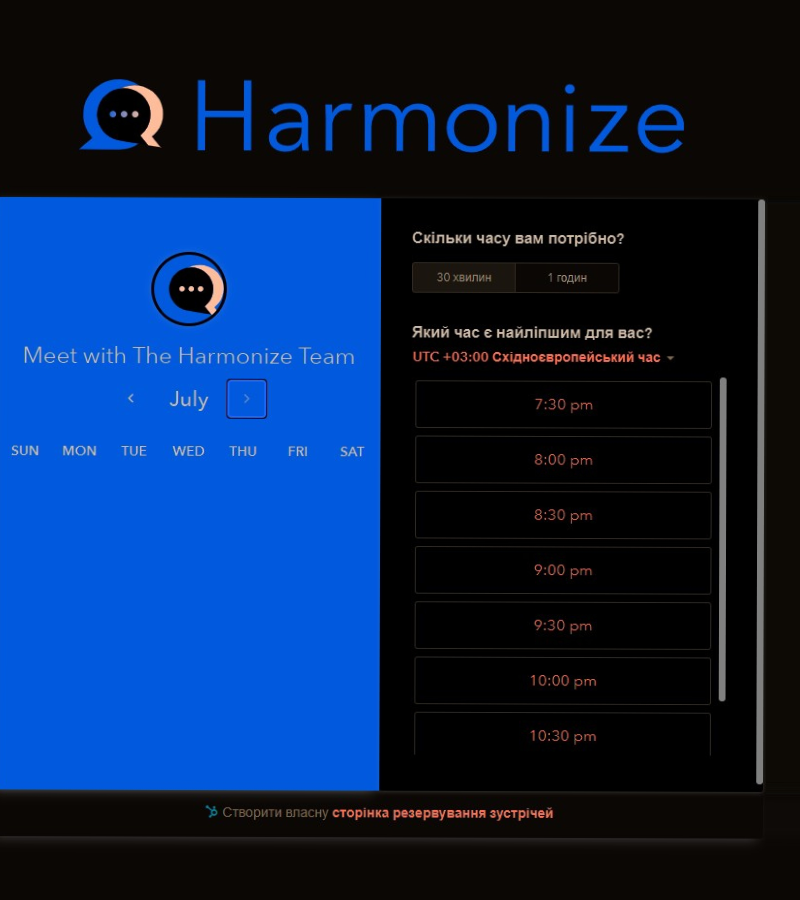 Harmonize
Meet with The Harmonize Team
July
SUN MON TUE WED THU FRI SAT
Скільки часу вам потрібно?
30 хвилин 1 годин
Який час є найліпшим для вас?
UTC +03:00 Східноєвропейський час
7:30 pm
8:00 pm
8:30 pm
9:00 pm
9:30 pm
10:00 pm
10:30 pm
Створити власну сторінка резервування зустрічей